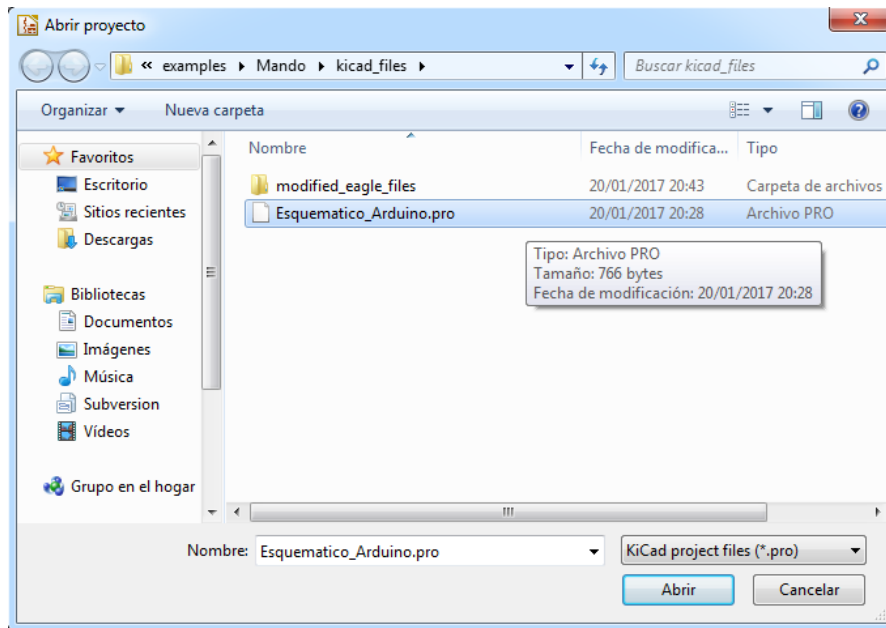 Abrir proyecto
« examples Mando kicad_files
Buscar kicad_files
Organizar
Nueva carpeta
Nombre
Fecha de modifica...
Tipo
modified_eagle_files
20/01/2017 20:43
Carpeta de archivos
Esquematico_Arduino.pro
20/01/2017 20:28
Archivo PRO
Tipo: Archivo PRO
Tamaño: 766 bytes
Fecha de modificación: 20/01/2017 20:28
Favoritos
Escritorio
Sitios recientes
Descargas
Bibliotecas
Documentos
Imágenes
Música
Subversion
Vídeos
Grupo en el hogar
Nombre: Esquematico_Arduino.pro
KiCad project files (*.pro)
Abrir
Cancelar